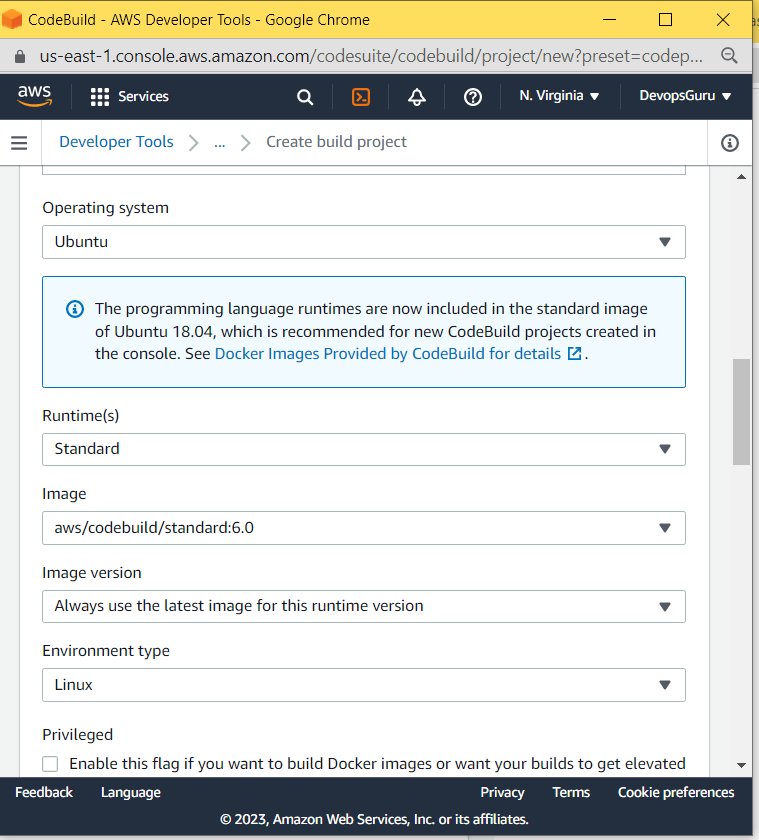 CodeBuild - AWS Developer Tools - Google Chrome
us-east-1.console.aws.amazon.com/codesuite/codebuild/project/new?preset=codep...
aws
Services
N. Virginia
DevopsGuru
Developer Tools
...
Create build project
Operating system
Ubuntu
The programming language runtimes are now included in the standard image
of Ubuntu 18.04, which is recommended for new CodeBuild projects created in
the console. See Docker Images Provided by CodeBuild for details .
Runtime(s)
Standard
Image
aws/codebuild/standard:6.0
Image version
Always use the latest image for this runtime version
Environment type
Linux
Privileged
Enable this flag if you want to build Docker images or want your builds to get elevated
Feedback
Language
Privacy
Terms
Cookie preferences
© 2023, Amazon Web Services, Inc. or its affiliates.